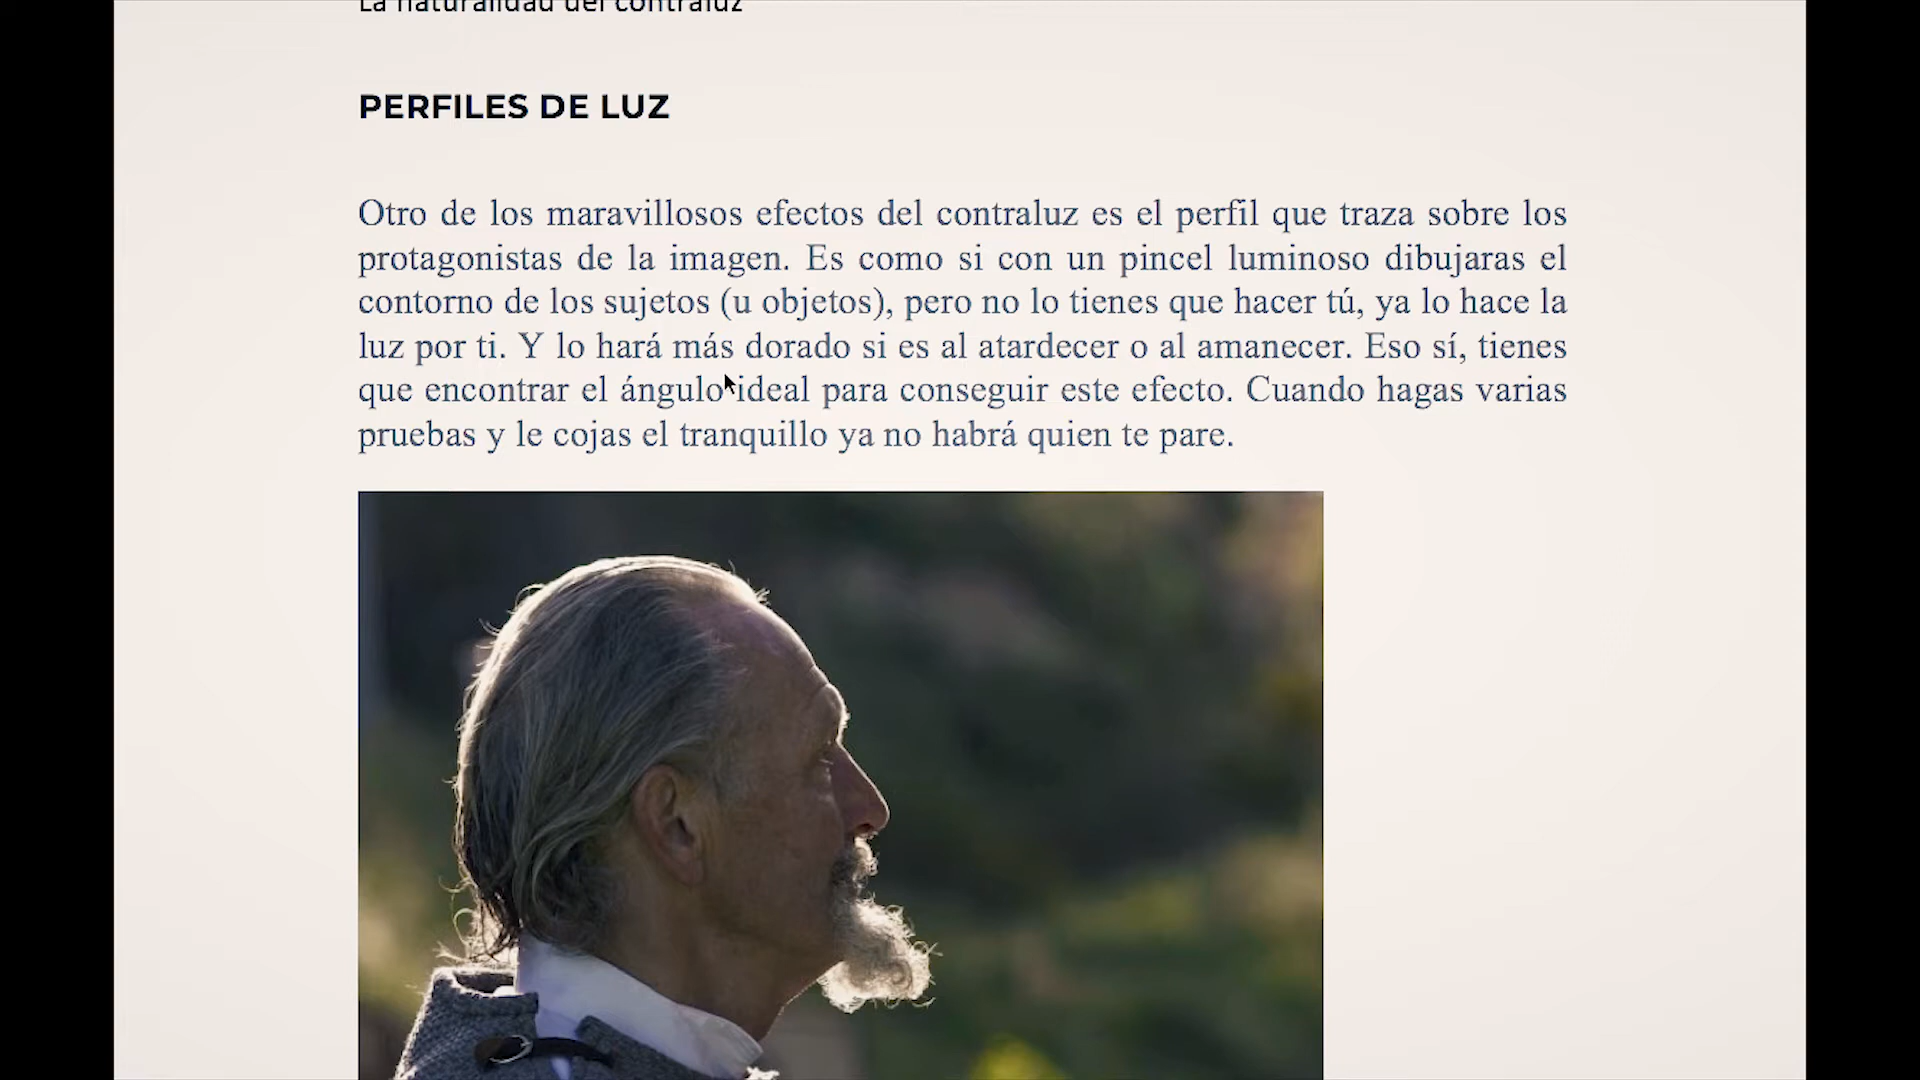 La naturalidad del contraluz
PERFILES DE LUZ
Otro de los maravillosos efectos del contraluz es el perfil que traza sobre los
protagonistas de la imagen. Es como si con un pincel luminoso dibujaras el
contorno de los sujetos (u objetos), pero no lo tienes que hacer tú, ya lo hace la
luz por ti. Y lo hará más dorado si es al atardecer o al amanecer. Eso sí, tienes
que encontrar el ángulo ideal para conseguir este efecto. Cuando hagas varias
pruebas y le cojas el tranquillo ya no habrá quien te pare.